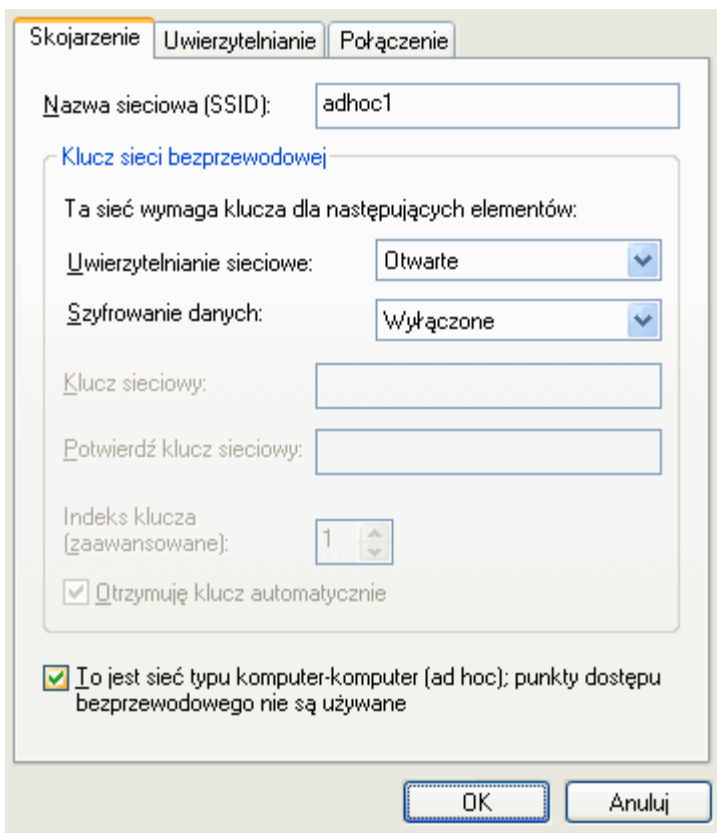 Skojarzenie Uwierzytelnianie Połączenie
Nazwa sieciowa (SSID): adhoc1
Klucz sieci bezprzewodowej
Ta sieć wymaga klucza dla następujących elementów:
Uwierzytelnianie sieciowe: Otwarte
Szyfrowanie danych: Wyłączone
Klucz sieciowy:
Potwierdź klucz sieciowy:
Indeks klucza
(zaawansowane): 1
Otrzymuję klucz automatycznie
To jest sieć typu komputer-komputer (ad hoc); punkty dostępu
bezprzewodowego nie są używane
OK Anuluj